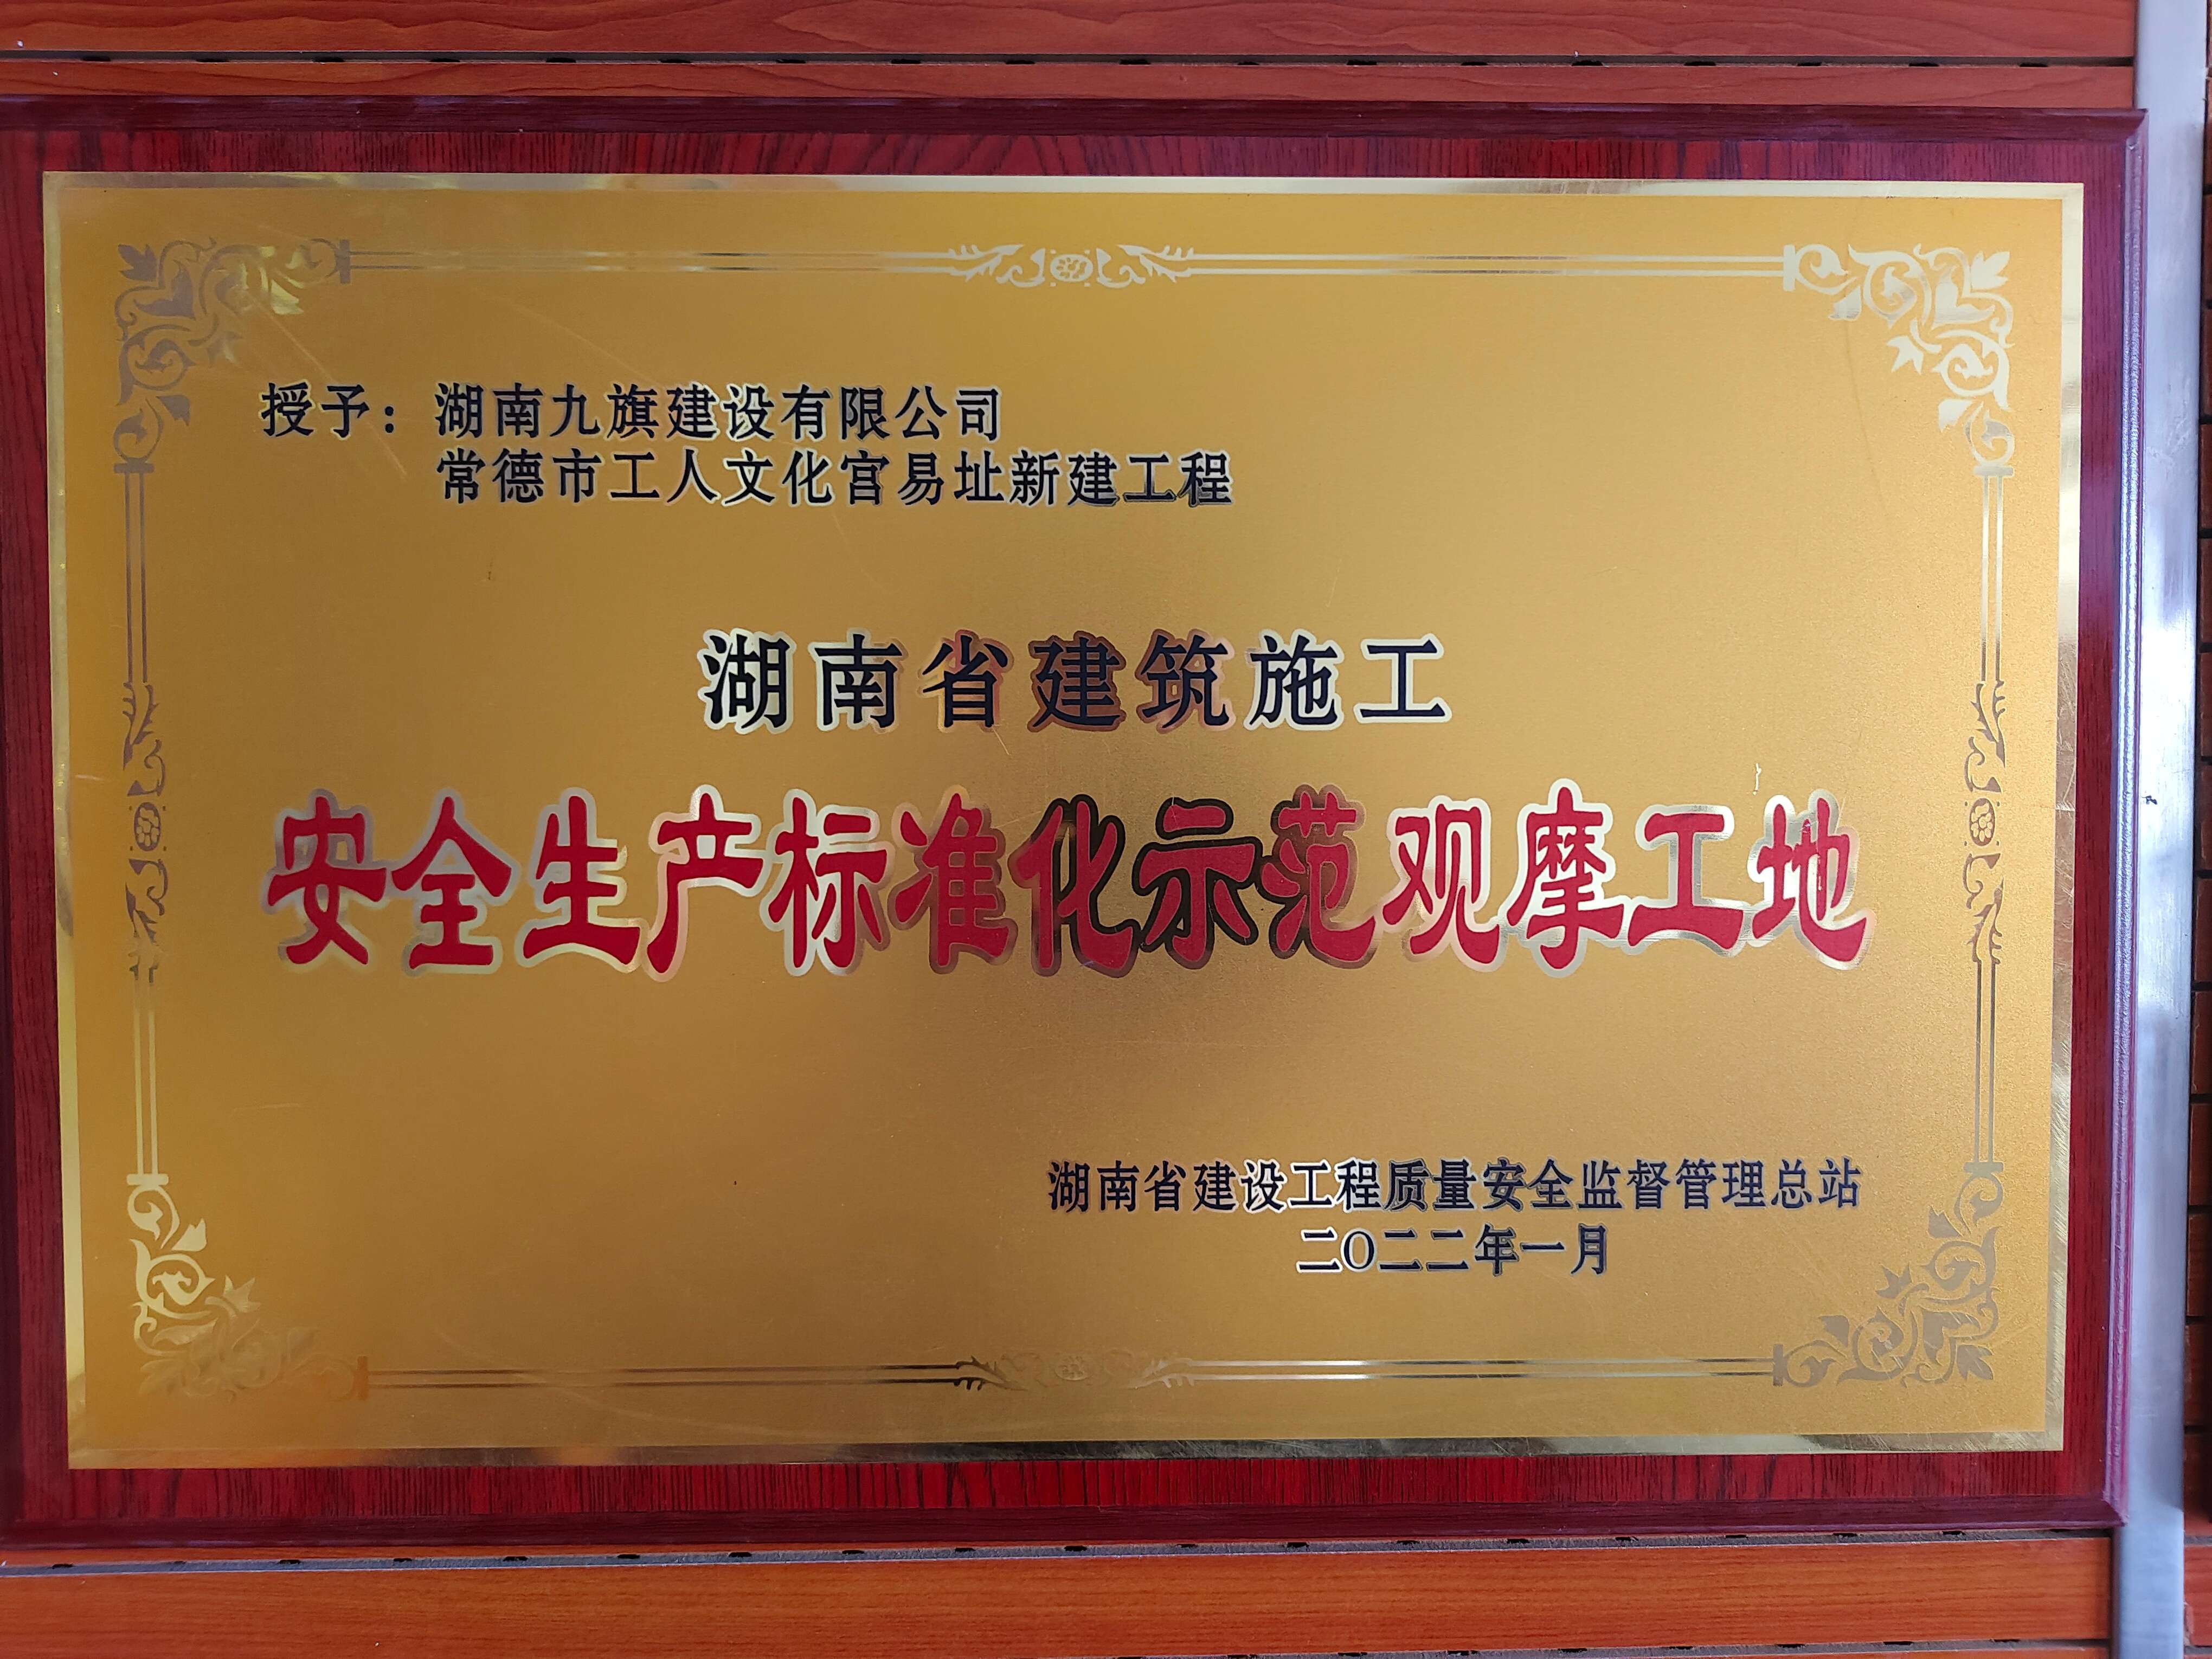 授予：湖南九旗建设有限公司
常德市工人文化宫易址新建工程
湖南省建筑施工
安全生产标准化示范观摩工地
湖南省建设工程质量安全监督管理总站
二〇二二年一月